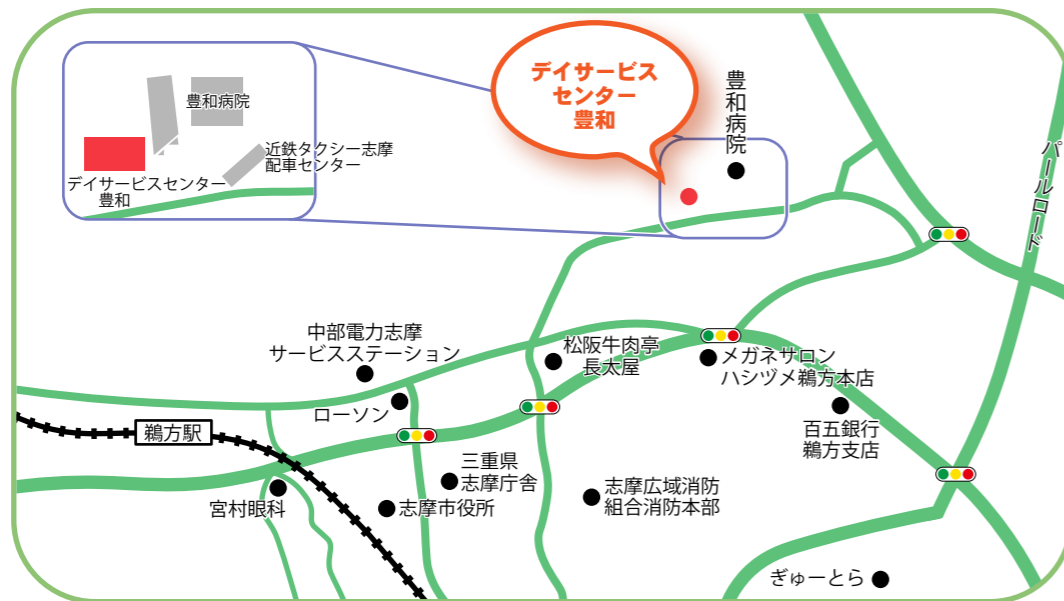 豊和病院
近鉄タクシー志摩
配車センター
デイサービスセンター
豊和
デイサービス
センター
豊和
豊和病院
パールロード
中部電力志摩
サービスステーション
松阪牛肉亭
長太屋
メガネサロン
ハシヅメ鵜方本店
ローソン
鵜方駅
百五銀行
鵜方支店
三重県
志摩庁舎
志摩広域消防
組合消防本部
宮村眼科
志摩市役所
ぎゅーとら